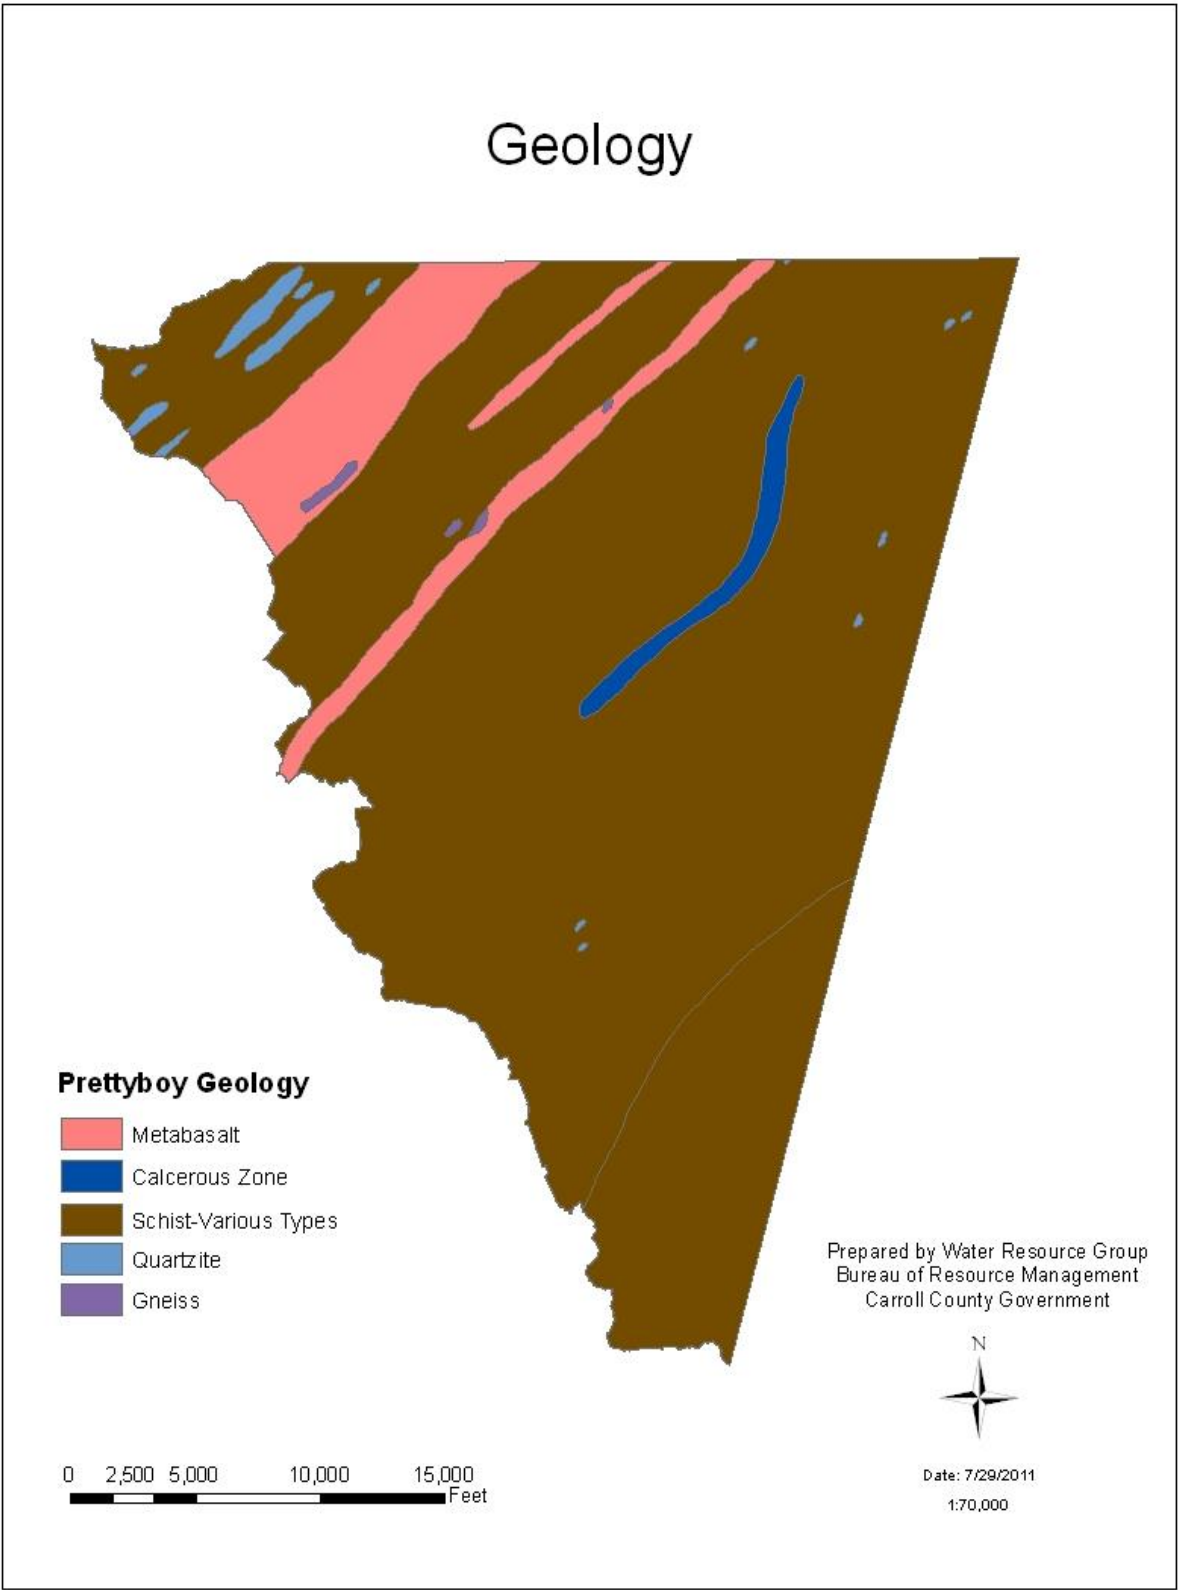 Geology
Prettyboy Geology
Metabasalt
Calcerous Zone
Schist-Various Types
Quartzite
Gneiss
Prepared by Water Resource Group
Bureau of Resource Management
Carroll County Government
N
0 2,500 5,000 10,000 15,000
Feet
Date: 7/29/2011
1:70,000